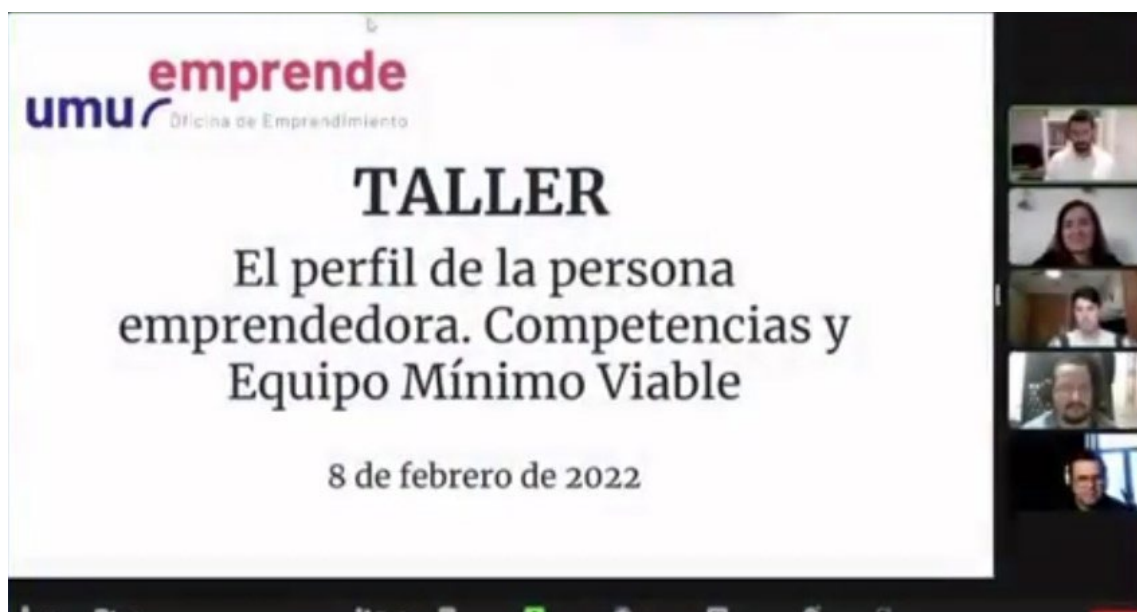 emprende
umu Oficina de Emprendimiento
TALLER
El perfil de la persona
emprendedora. Competencias y
Equipo Mínimo Viable
8 de febrero de 2022